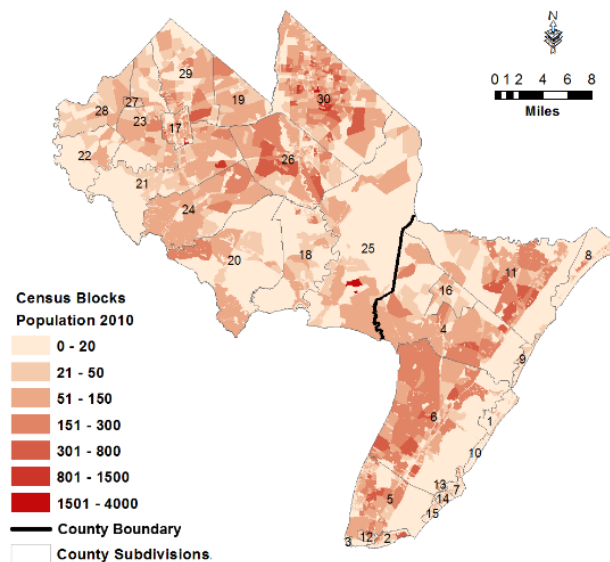 N
0 1 2 4 6 8
Miles
29
30
28
27
19
23
17
22
26
21
24
20
18
25
8
11
16
4
9
6
1
10
13
7
5
14
15
3
12
2
Census Blocks
Population 2010
0 - 20
21 - 50
51 - 150
151 - 300
301 - 800
801 - 1500
1501 - 4000
County Boundary
County Subdivisions